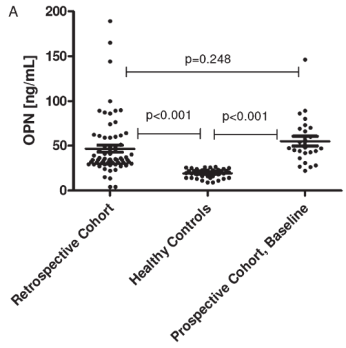 A
OPN [ng/mL]
200
150
100
50
0
p=0.248
p<0.001
p<0.001
Retrospective Cohort
Healthy Controls
Prospective Cohort, Baseline